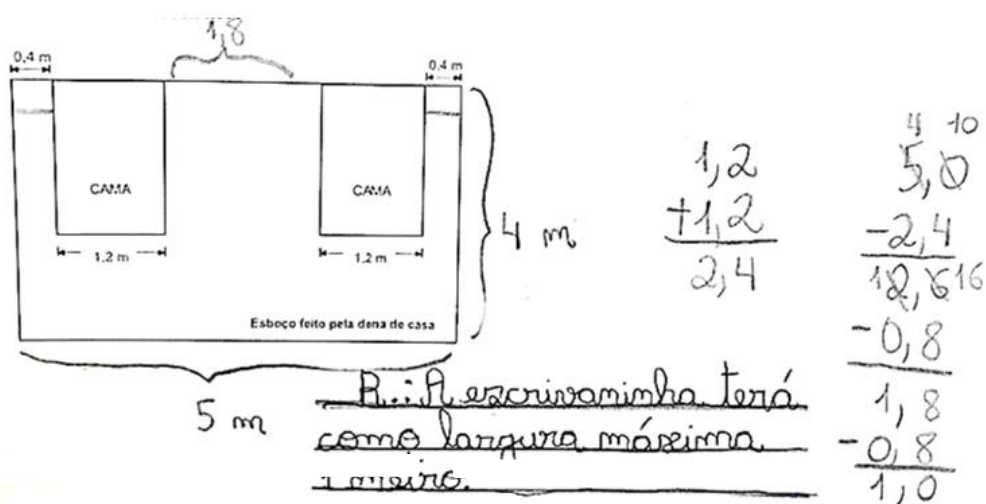 1,8
0,4 m
0,4 m
CAMA
CAMA
1,2 m
1,2 m
4 m
Esboço feito pela dona de casa
5 m
1,2
+1,2
2,4
4 10
5,0
-2,4
12,6 16
-0,8
1,8
-0,8
1,0
R.: A escrivaninha terá
como largura máxima
1 metro.